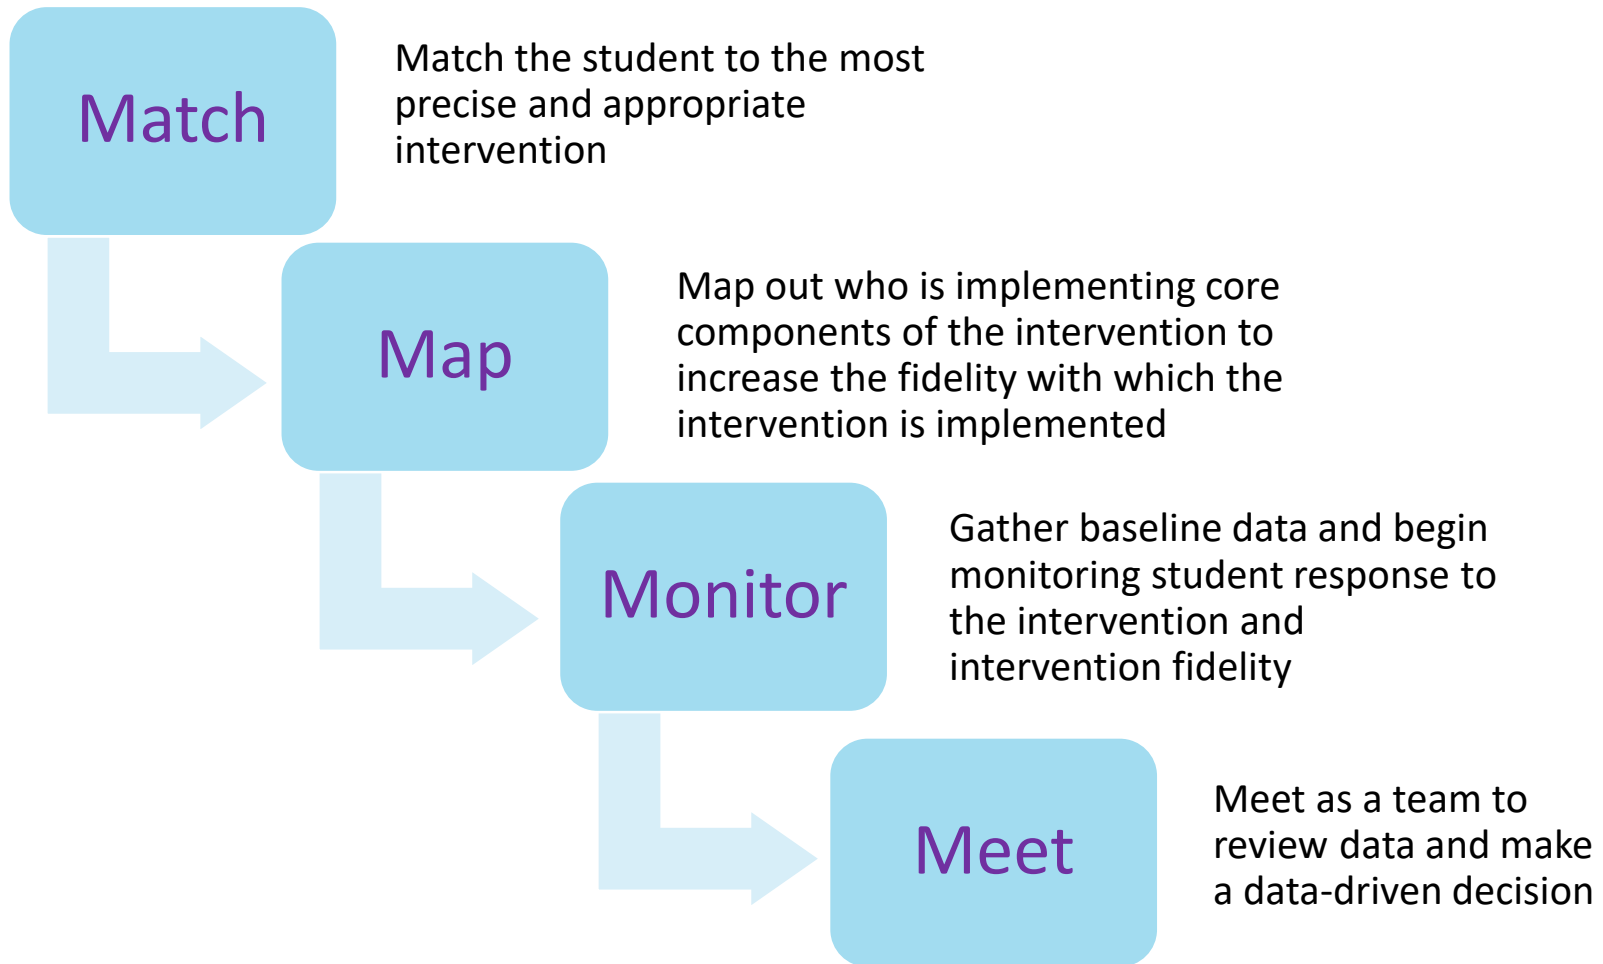 Match
Match the student to the most
precise and appropriate
intervention
Map
Map out who is implementing core
components of the intervention to
increase the fidelity with which the
intervention is implemented
Monitor
Gather baseline data and begin
monitoring student response to
the intervention and
intervention fidelity
Meet
Meet as a team to
review data and make
a data-driven decision